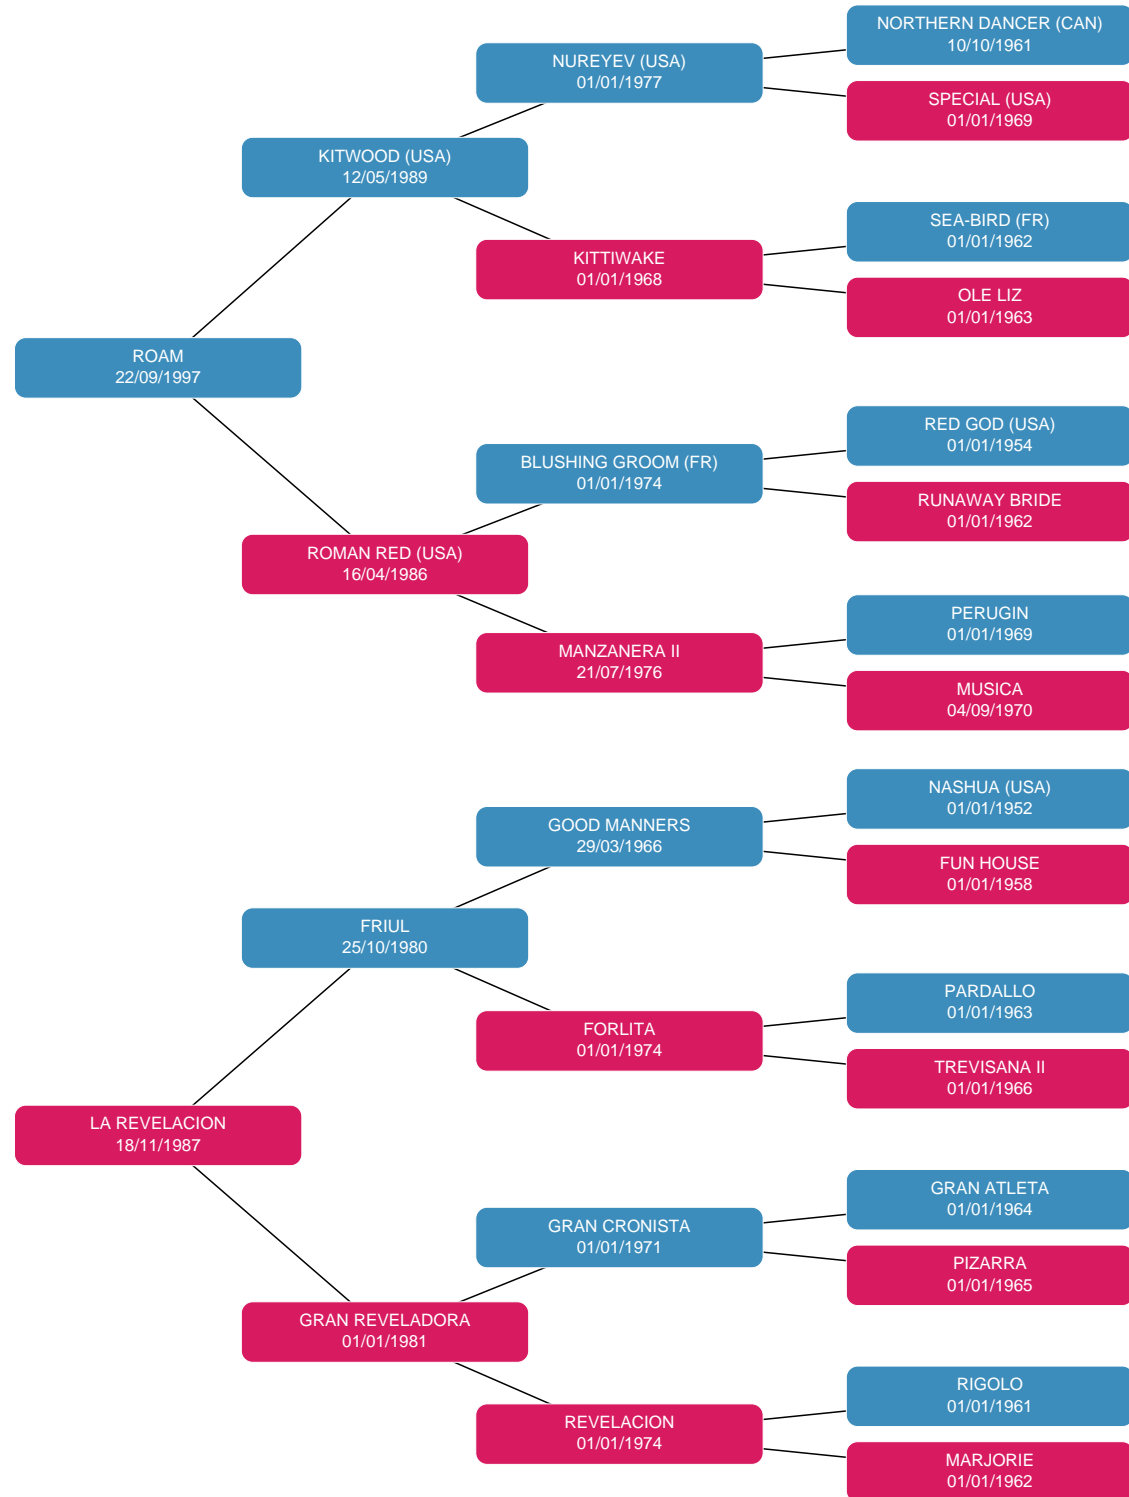 NORTHERN DANCER (CAN)
10/10/1961
NUREYEV (USA)
01/01/1977
SPECIAL (USA)
01/01/1969
KITWOOD (USA)
12/05/1989
SEA-BIRD (FR)
01/01/1962
KITTIWAKE
01/01/1968
OLE LIZ
01/01/1963
ROAM
22/09/1997
RED GOD (USA)
01/01/1954
BLUSHING GROOM (FR)
01/01/1974
RUNAWAY BRIDE
01/01/1962
ROMAN RED (USA)
16/04/1986
PERUGIN
01/01/1969
MANZANERA II
21/07/1976
MUSICA
04/09/1970
NASHUA (USA)
01/01/1952
GOOD MANNERS
29/03/1966
FUN HOUSE
01/01/1958
FRIUL
25/10/1980
PARDALLO
01/01/1963
FORLITA
01/01/1974
TREVISANA II
01/01/1966
LA REVELACION
18/11/1987
GRAN ATLETA
01/01/1964
GRAN CRONISTA
01/01/1971
PIZARRA
01/01/1965
GRAN REVELADORA
01/01/1981
RIGOLO
01/01/1961
REVELACION
01/01/1974
MARJORIE
01/01/1962